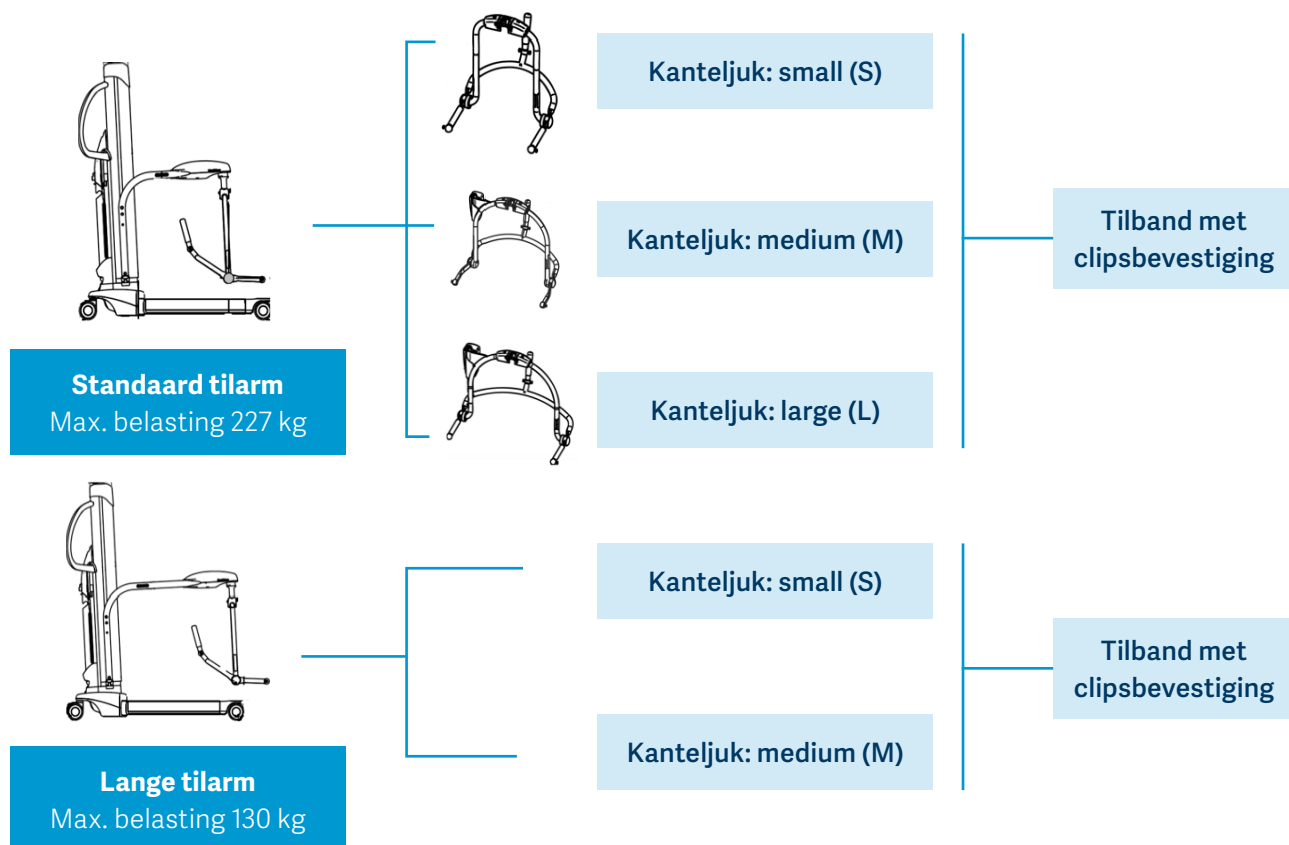 Kanteljuk: small (S)
Kanteljuk: medium (M)
Kanteljuk: large (L)
Tilband met
clipsbevestiging
Standaard tilarm
Max. belasting 227 kg
Kanteljuk: small (S)
Kanteljuk: medium (M)
Tilband met
clipsbevestiging
Lange tilarm
Max. belasting 130 kg